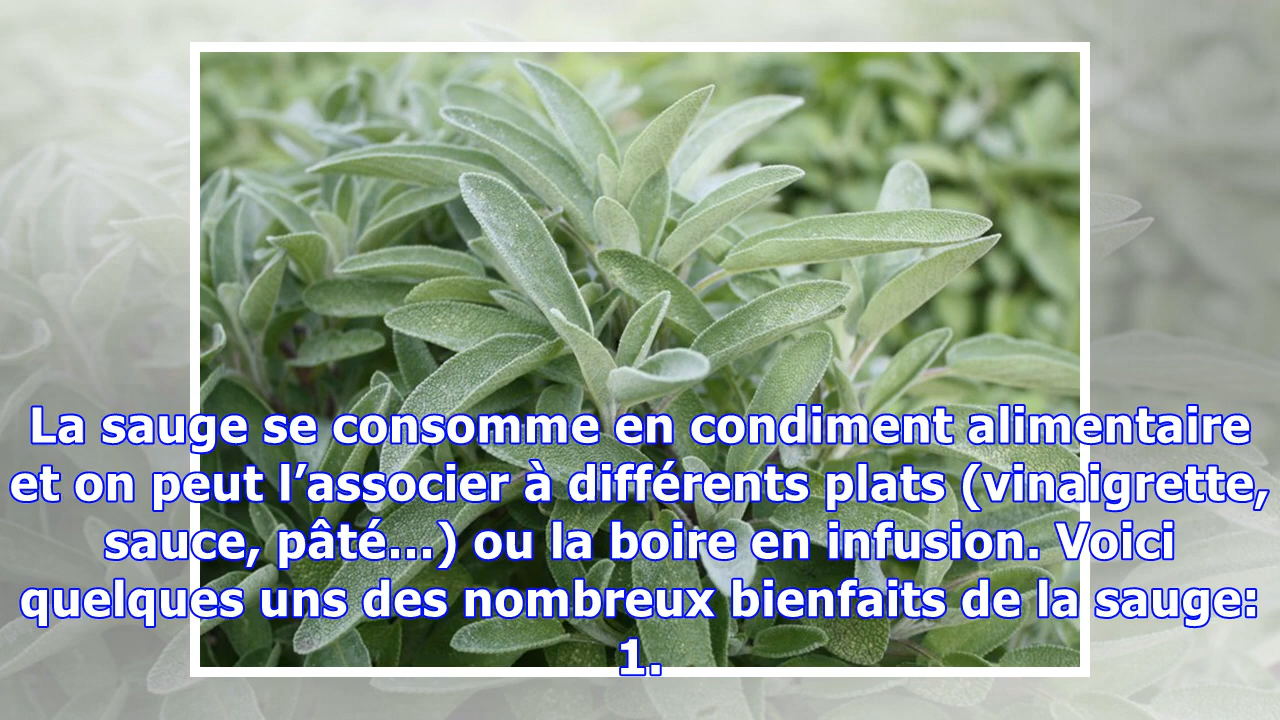 La sauge se consomme en condiment alimentaire
et on peut l’associer à différents plats (vinaigrette,
sauce, pâté…) ou la boire en infusion. Voici
quelques uns des nombreux bienfaits de la sauge:
1.